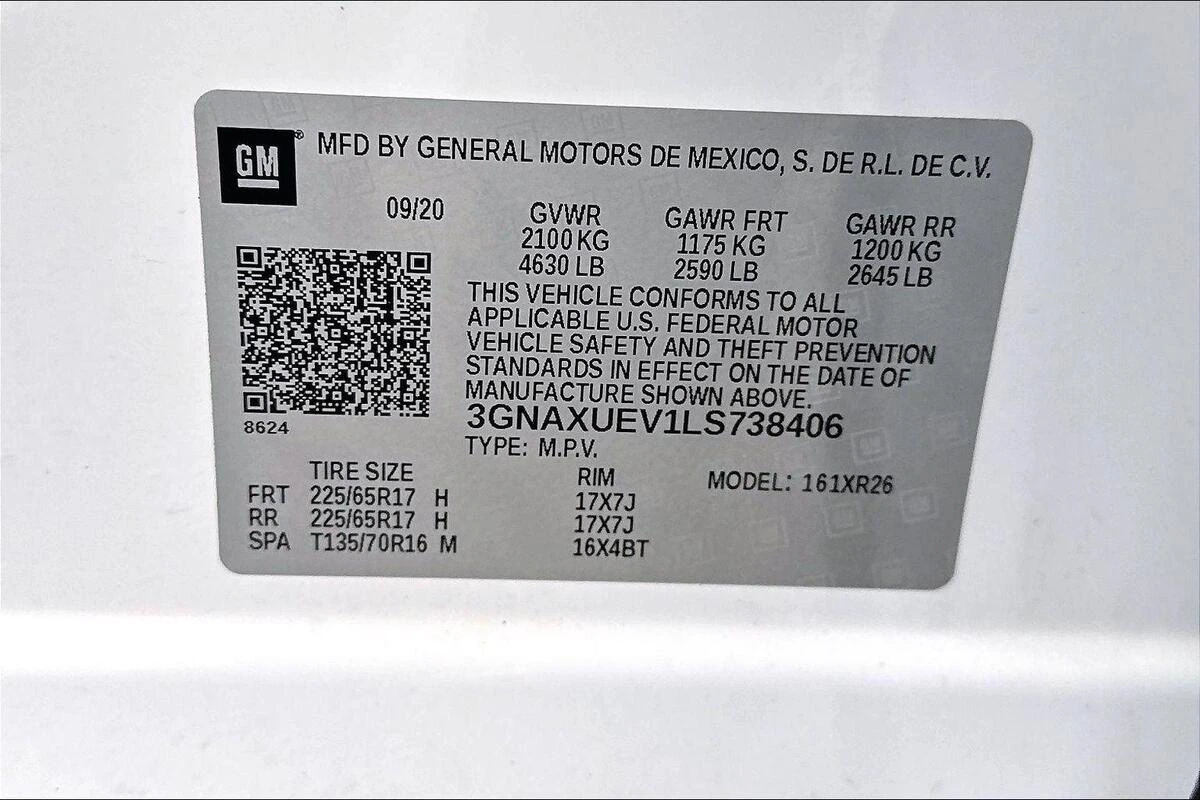 GM® MFD BY GENERAL MOTORS DE MEXICO, S. DE R.L. DE C.V.
09/20
GVWR GAWR FRT GAWR RR
2100 KG 1175 KG 1200 KG
4630 LB 2590 LB 2645 LB
THIS VEHICLE CONFORMS TO ALL
APPLICABLE U.S. FEDERAL MOTOR
VEHICLE SAFETY AND THEFT PREVENTION
STANDARDS IN EFFECT ON THE DATE OF
MANUFACTURE SHOWN ABOVE.
8624
3GNAXUEV1LS738406
TYPE: M.P.V.
TIRE SIZE RIM MODEL: 161XR26
FRT 225/65R17 H 17X7J
RR 225/65R17 H 17X7J
SPA T135/70R16 M 16X4BT